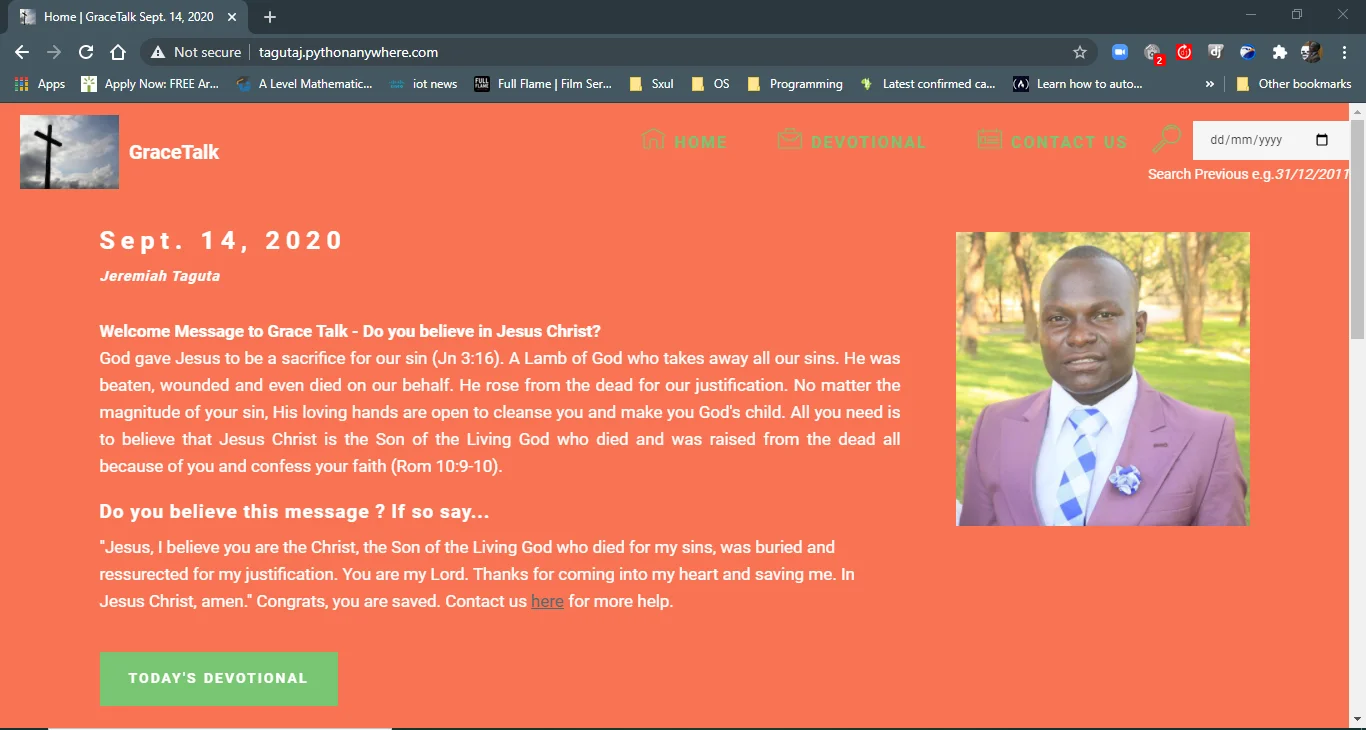 Home | GraceTalk Sept. 14, 2020
Not secure
tagutaj.pythonanywhere.com
2
Apps
Apply Now: FREE Ar...
A Level Mathematic...
iot news
FULL FLAME
Full Flame | Film Ser...
Sxul
OS
Programming
Latest confirmed ca...
Learn how to auto...
»
Other bookmarks
GraceTalk
HOME
DEVOTIONAL
CONTACT US
dd/mm/yyyy
Search Previous e.g.31/12/2011
Sept. 14, 2020
Jeremiah Taguta
Welcome Message to Grace Talk - Do you believe in Jesus Christ?
God gave Jesus to be a sacrifice for our sin (Jn 3:16). A Lamb of God who takes away all our sins. He was
beaten, wounded and even died on our behalf. He rose from the dead for our justification. No matter the
magnitude of your sin, His loving hands are open to cleanse you and make you God's child. All you need is
to believe that Jesus Christ is the Son of the Living God who died and was raised from the dead all
because of you and confess your faith (Rom 10:9-10).
Do you believe this message ? If so say...
"Jesus, I believe you are the Christ, the Son of the Living God who died for my sins, was buried and
ressurected for my justification. You are my Lord. Thanks for coming into my heart and saving me. In
Jesus Christ, amen." Congrats, you are saved. Contact us here for more help.
TODAY'S DEVOTIONAL